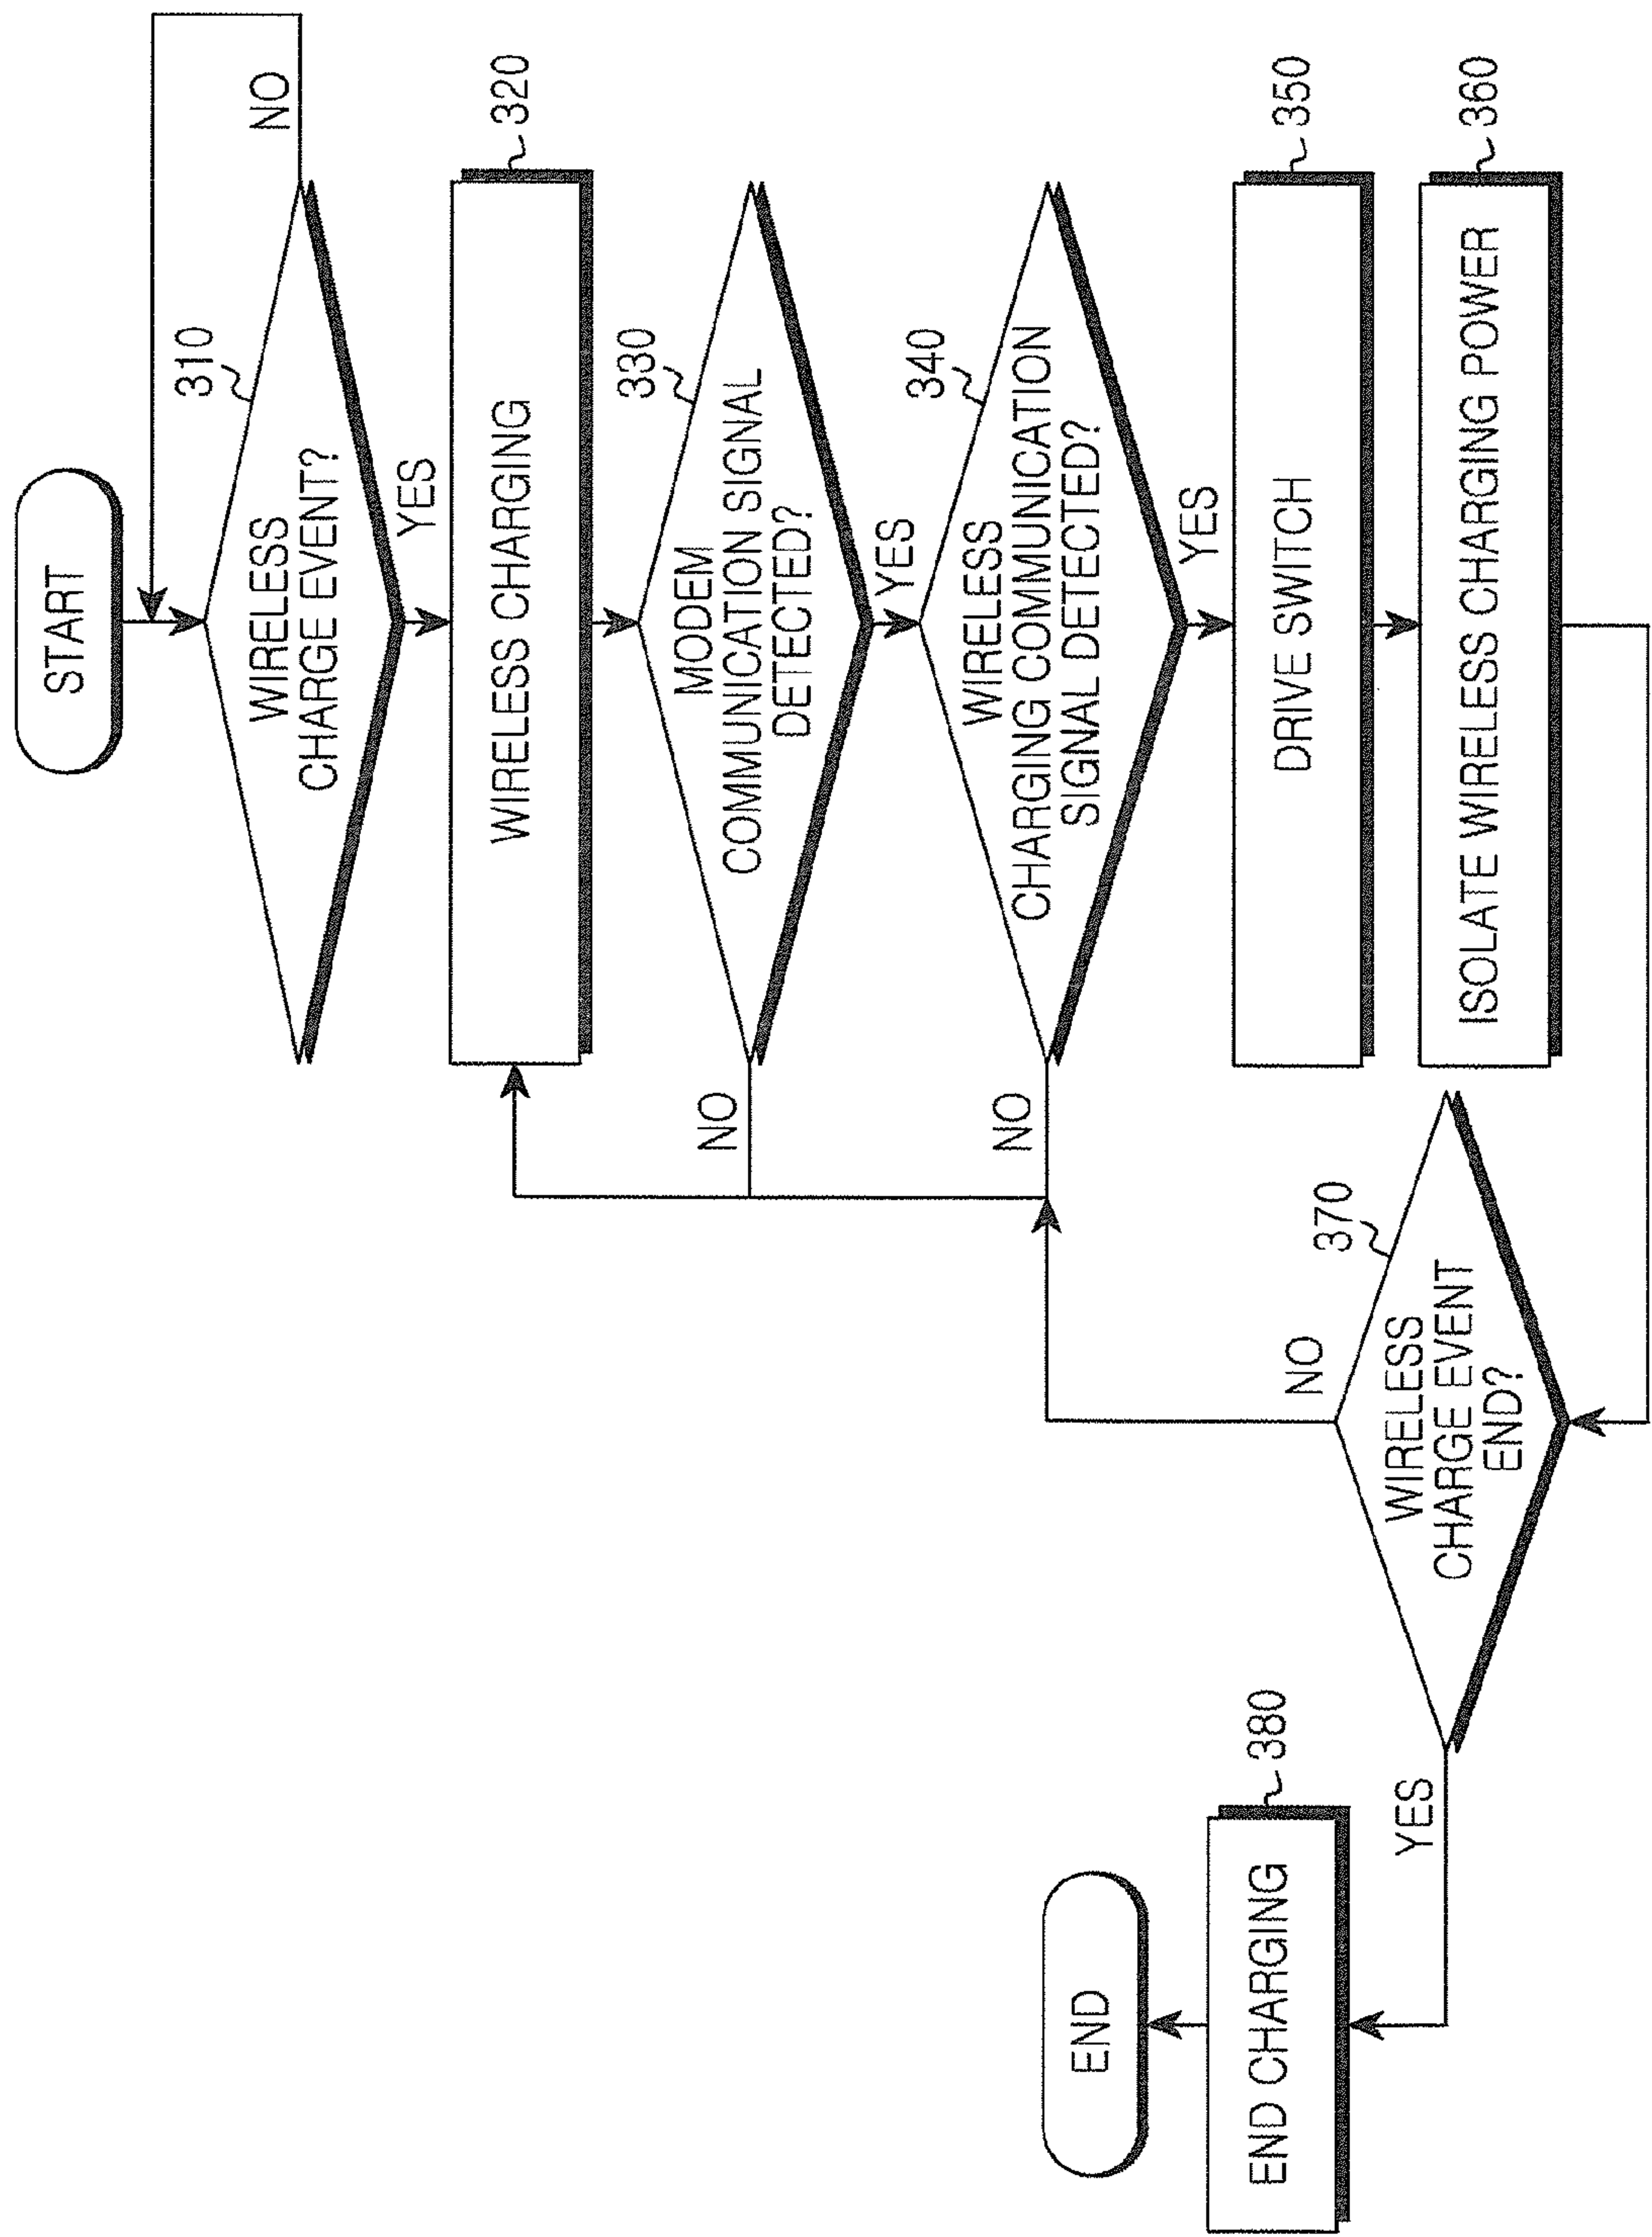 START
310
WIRELESS
CHARGE EVENT?
NO
YES
WIRELESS CHARGING
320
330
MODEM
COMMUNICATION SIGNAL
DETECTED?
NO
YES
340
WIRELESS
CHARGING COMMUNICATION
SIGNAL DETECTED?
NO
YES
DRIVE SWITCH
350
ISOLATE WIRELESS CHARGING POWER
360
370
WIRELESS
CHARGE EVENT
END?
NO
YES
END CHARGING
380
END